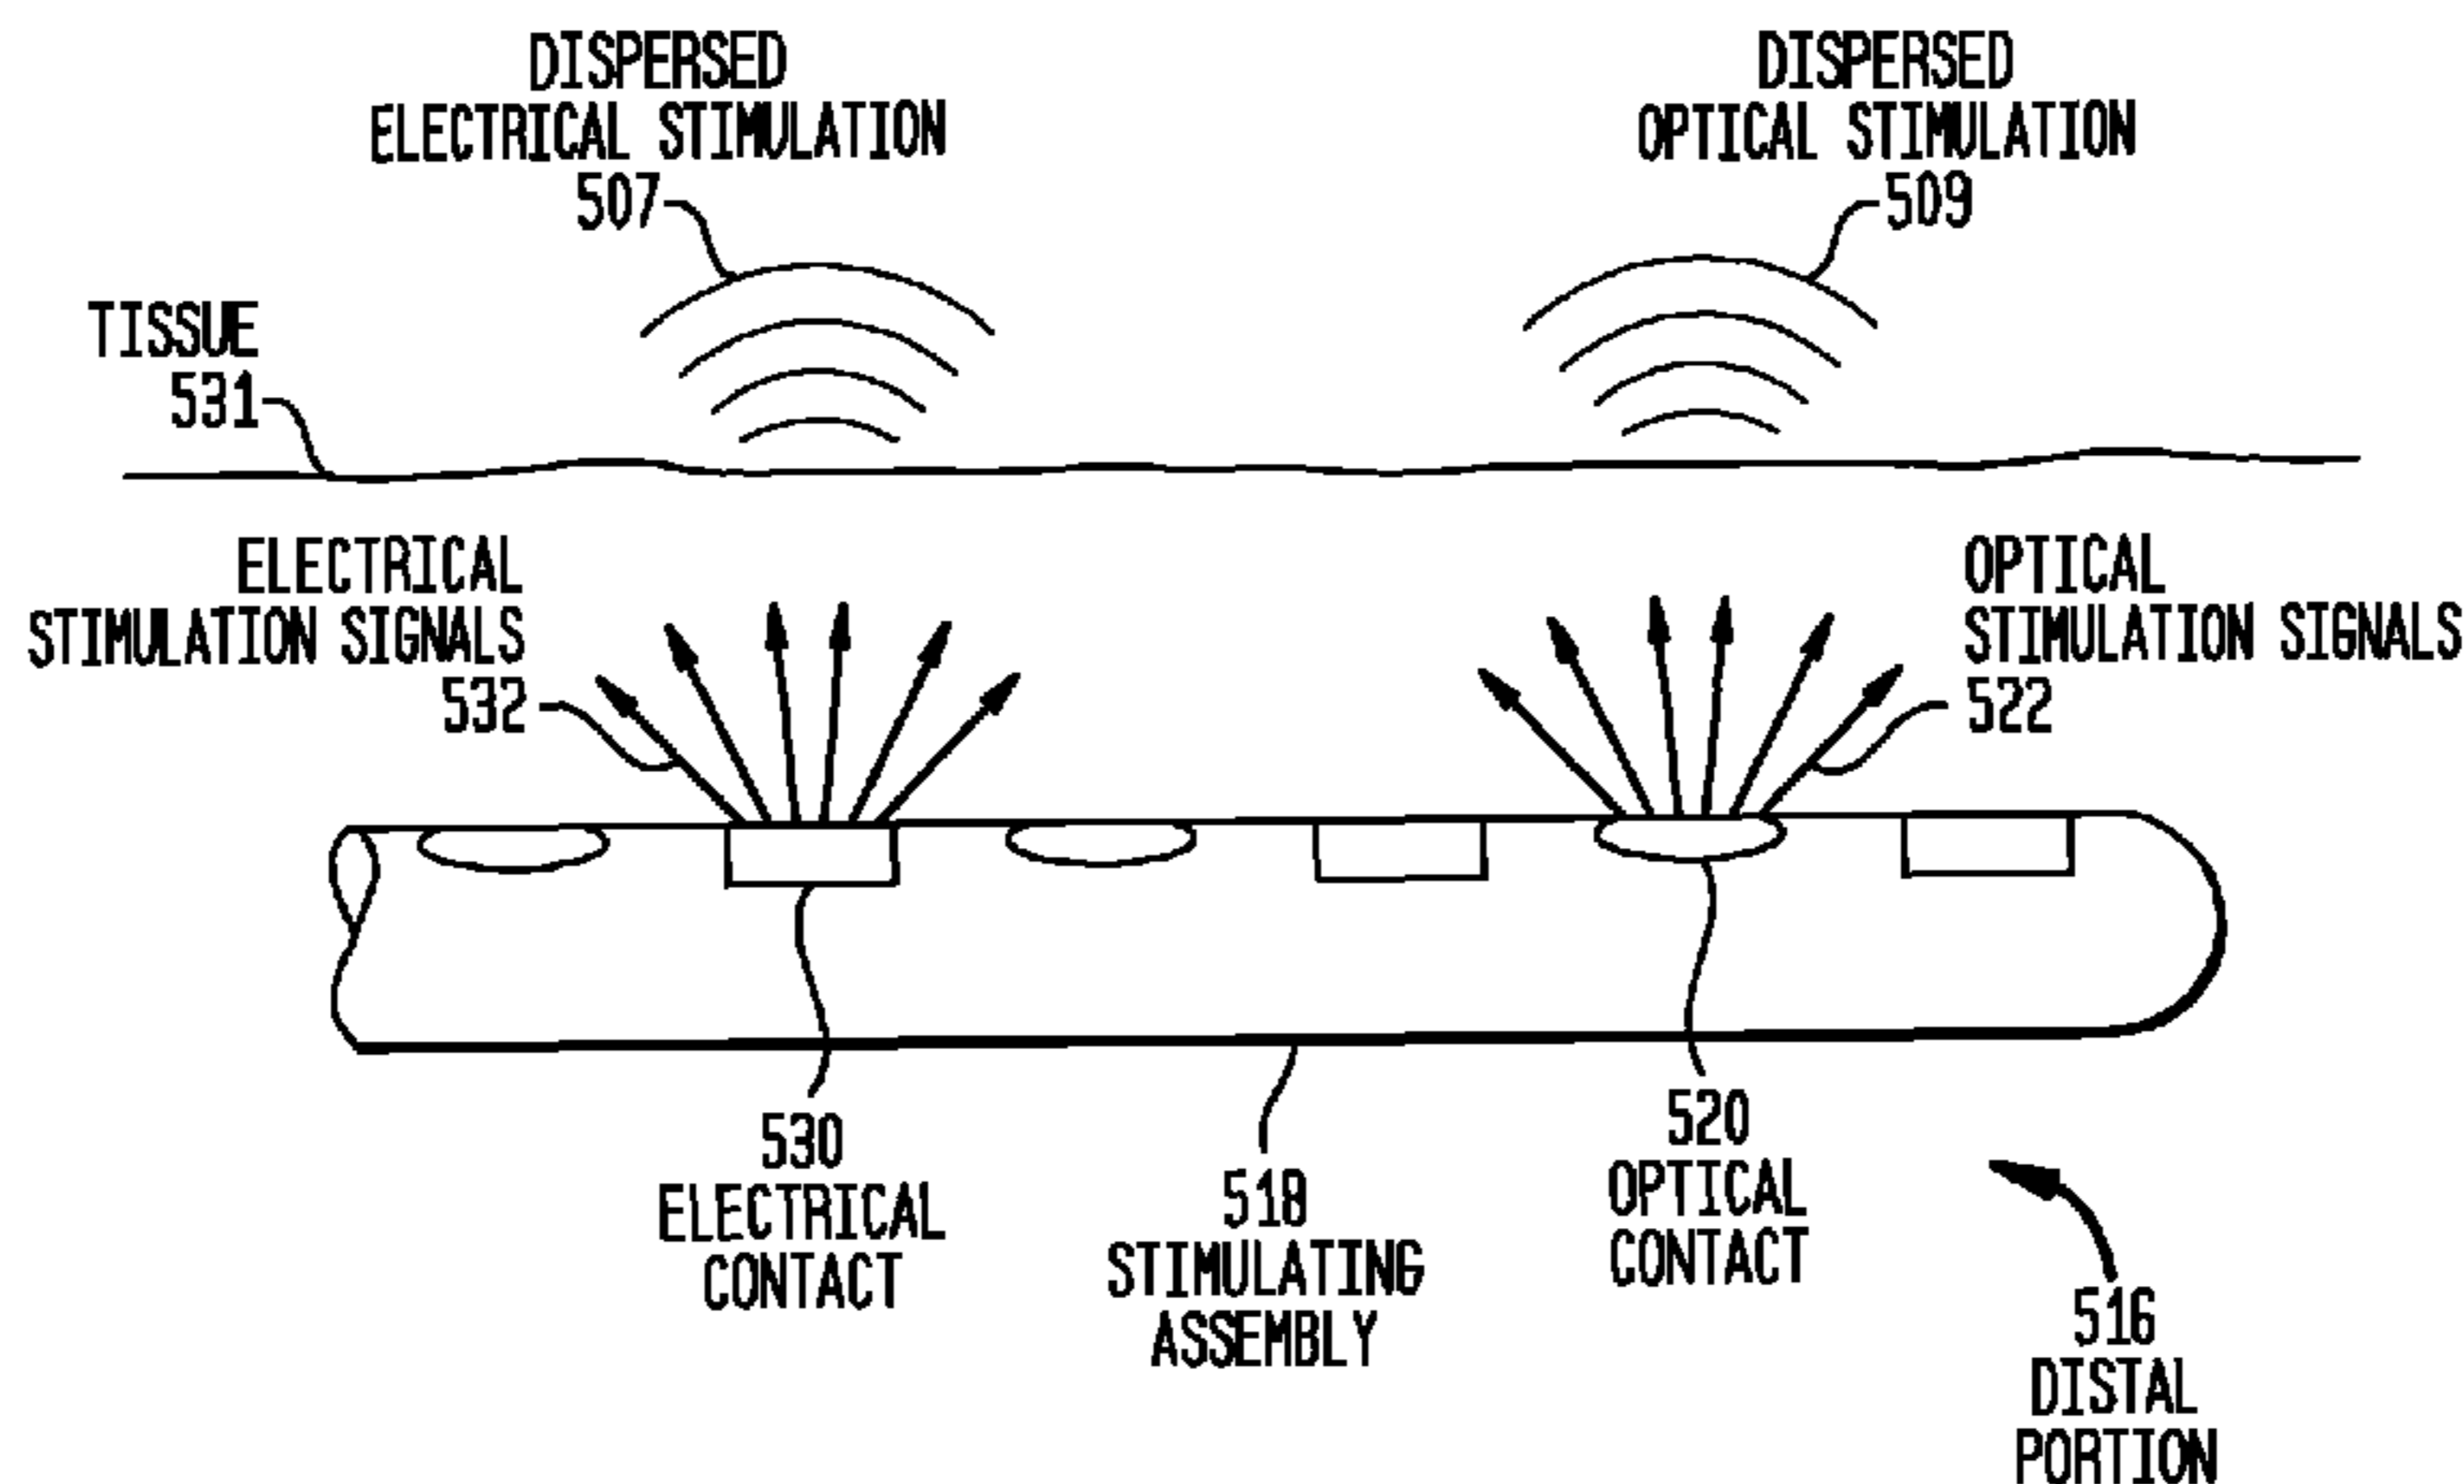 DISPERSED
ELECTRICAL STIMULATION
507
DISPERSED
OPTICAL STIMULATION
509
TISSUE
531
ELECTRICAL
STIMULATION SIGNALS
532
OPTICAL
STIMULATION SIGNALS
522
530
ELECTRICAL
CONTACT
518
STIMULATING
ASSEMBLY
520
OPTICAL
CONTACT
516
DISTAL
PORTION